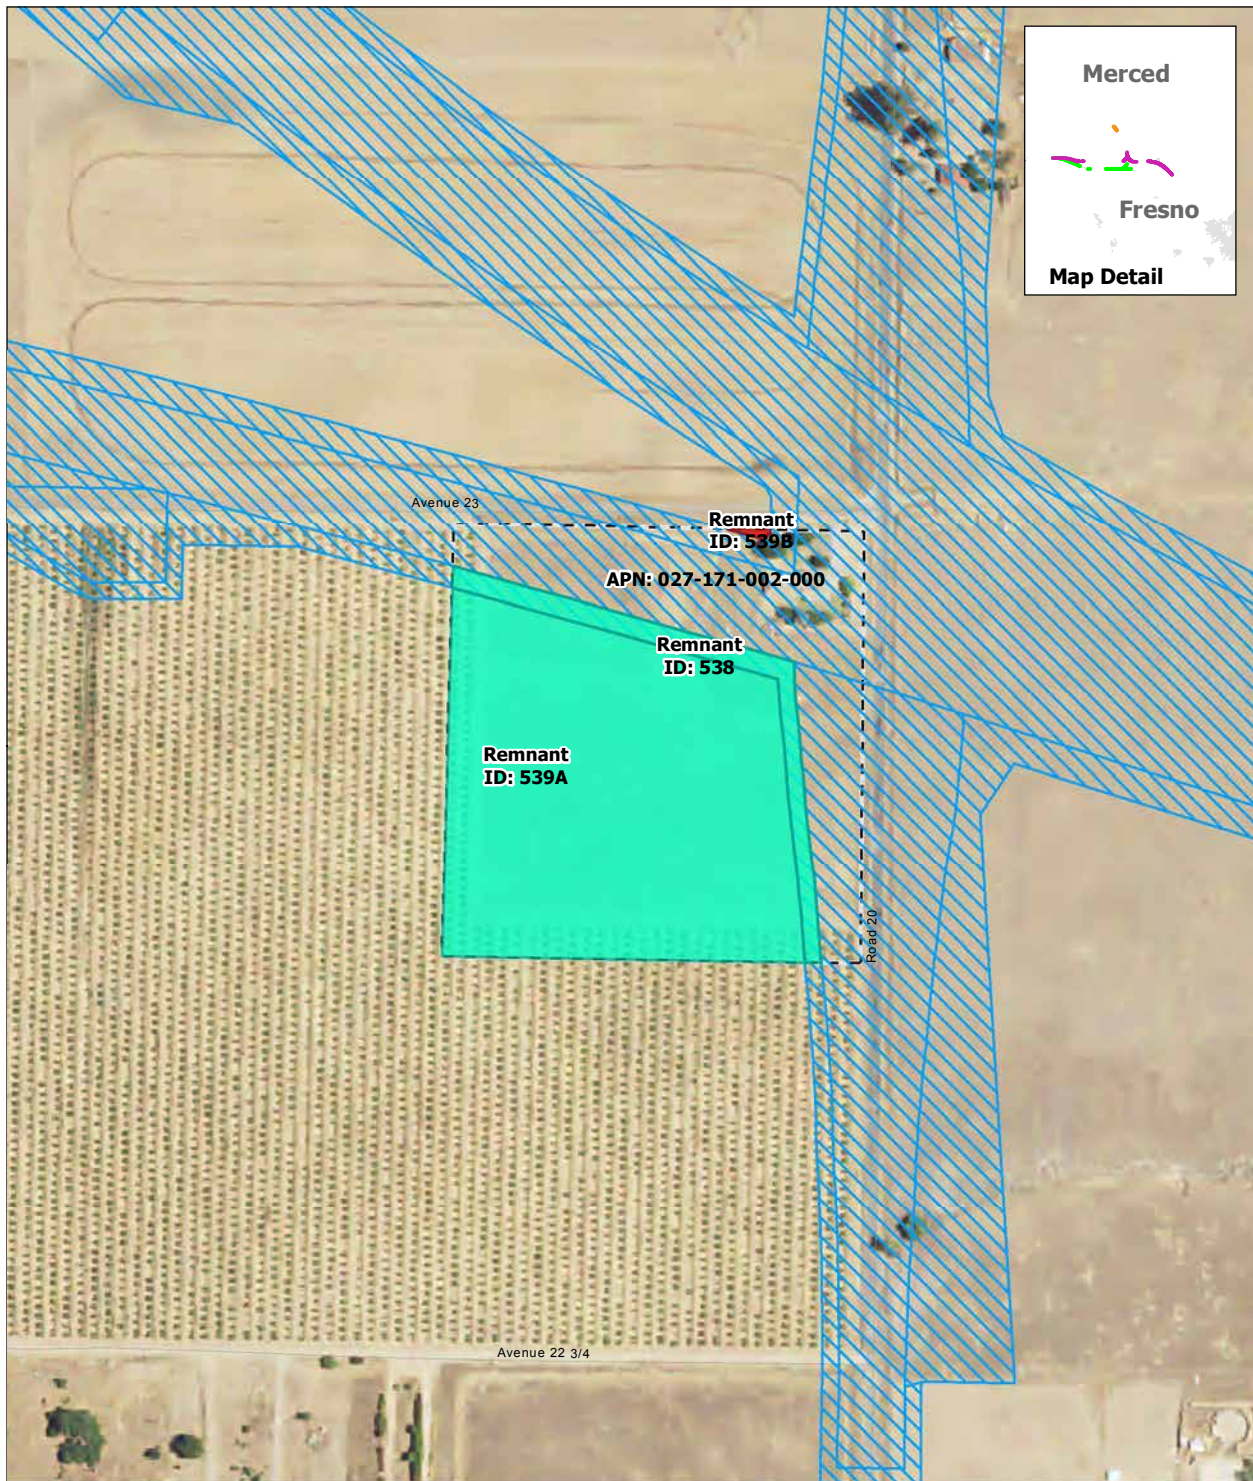 Merced
Fresno
Map Detail
Avenue 23
Remnant
ID: 539B
APN: 027-171-002-000
Remnant
ID: 538
Remnant
ID: 539A
Road 20
Avenue 22 3/4